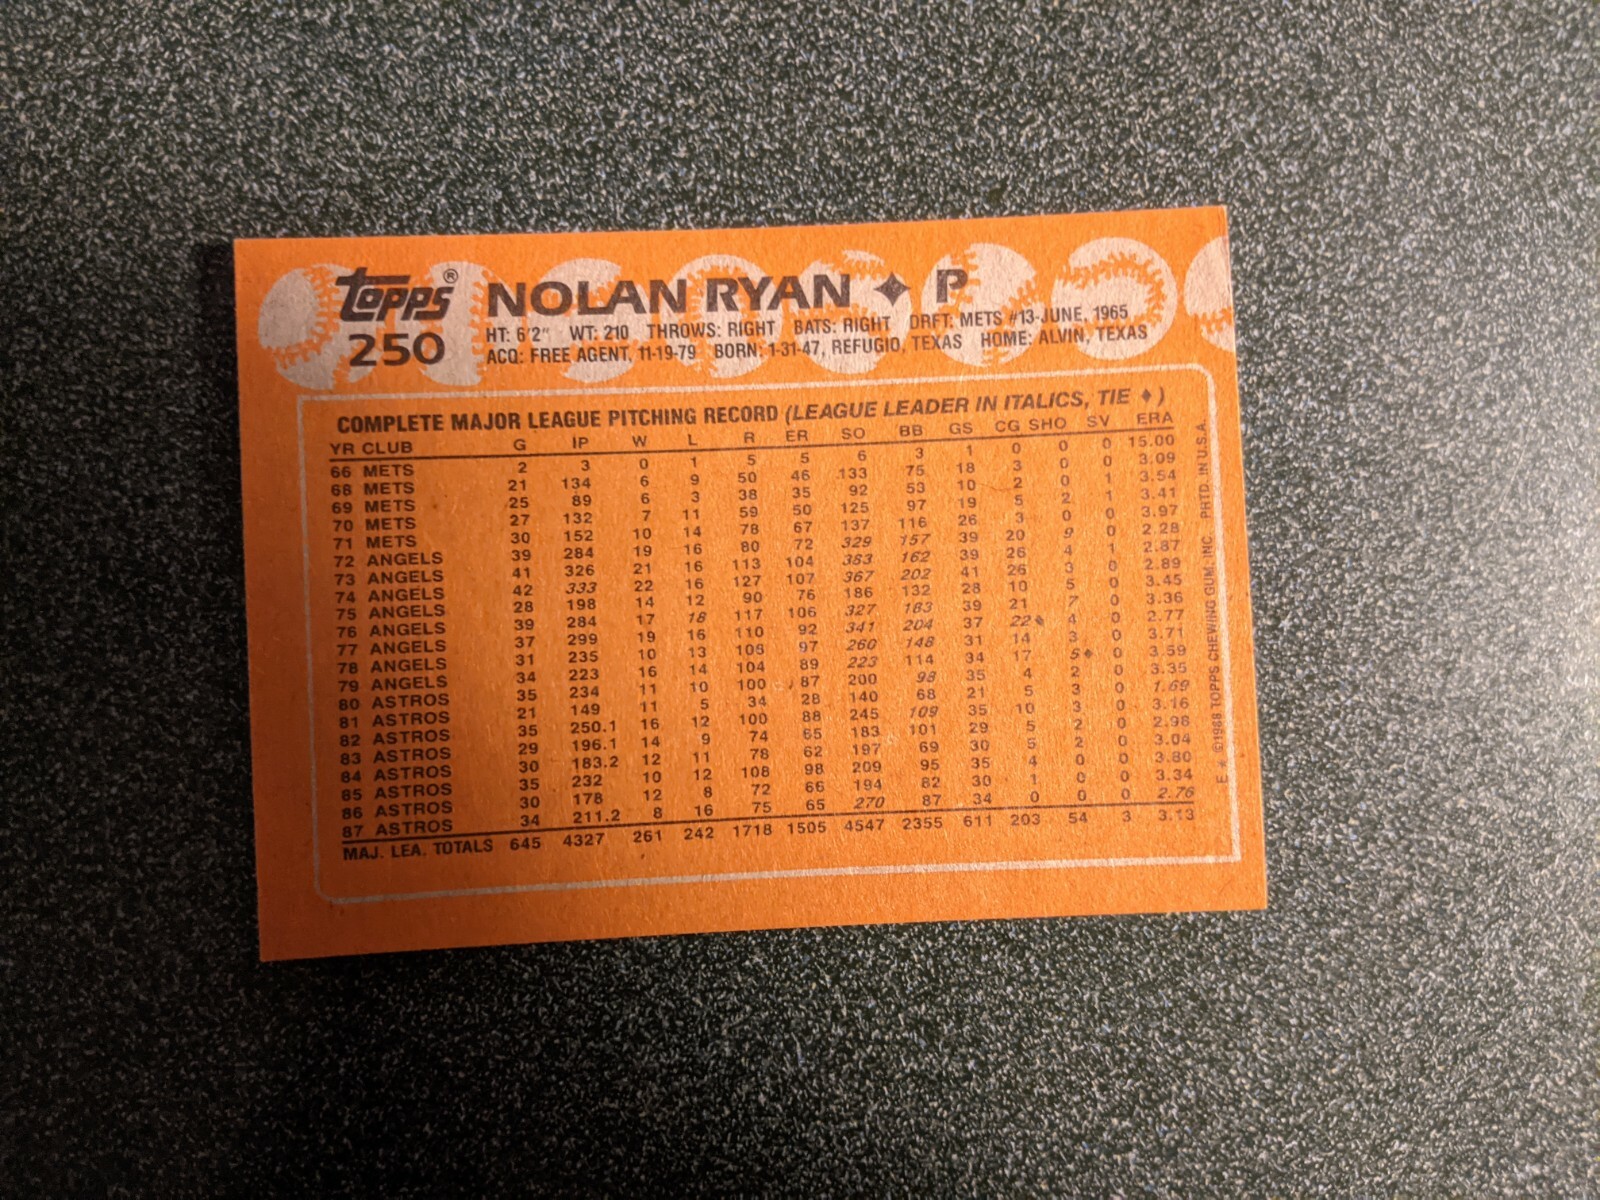 topps® NOLAN RYAN ♦ P
250
HT: 6'2" WT: 210 THROWS: RIGHT BATS: RIGHT DRFT: METS #13-JUNE, 1965
ACQ: FREE AGENT, 11-19-79 BORN: 1-31-47, REFUGIO, TEXAS HOME: ALVIN, TEXAS
COMPLETE MAJOR LEAGUE PITCHING RECORD (LEAGUE LEADER IN ITALICS, TIE ♦)
YR CLUB G IP W L R ER SO BB GS CG SHO SV ERA
66 METS 2 3 0 1 5 5 6 3 1 0 0 0 15.00
68 METS 21 134 6 9 50 46 133 75 18 3 0 0 3.09
69 METS 25 89 6 3 38 35 92 53 10 2 0 1 3.54
70 METS 27 132 7 11 59 50 125 97 19 5 2 1 3.41
71 METS 30 152 10 14 78 67 137 116 26 3 0 0 3.97
72 ANGELS 39 284 19 16 80 72 329 157 39 20 9 0 2.28
73 ANGELS 41 326 21 16 113 104 383 162 39 26 4 1 2.87
74 ANGELS 42 333 22 16 127 107 367 202 41 26 3 0 2.89
75 ANGELS 28 198 14 12 90 76 186 132 28 10 5 0 3.45
76 ANGELS 39 284 17 18 117 106 327 183 39 21 7 0 3.36
77 ANGELS 37 299 19 16 110 92 341 204 37 22♦ 4 0 2.77
78 ANGELS 31 235 10 13 106 97 260 148 31 14 3 0 3.71
79 ANGELS 34 223 16 14 104 89 223 114 34 17 5♦ 0 3.59
80 ASTROS 35 234 11 10 100 87 200 98 35 4 2 0 3.35
81 ASTROS 21 149 11 5 34 28 140 68 21 5 3 0 1.69
82 ASTROS 35 250.1 16 12 100 88 245 109 35 10 3 0 3.16
83 ASTROS 29 196.1 14 9 74 65 183 101 29 5 2 0 2.98
84 ASTROS 30 183.2 12 11 78 62 197 69 30 5 2 0 3.04
85 ASTROS 35 232 10 12 108 98 209 95 35 4 0 0 3.80
86 ASTROS 30 178 12 8 72 66 194 82 30 1 0 0 3.34
87 ASTROS 34 211.2 8 16 75 65 270 87 34 0 0 0 2.76
MAJ. LEA. TOTALS 645 4327 261 242 1718 1505 4547 2355 611 203 54 3 3.13
E * ©1988 TOPPS CHEWING GUM, INC. PRTD. IN U.S.A.